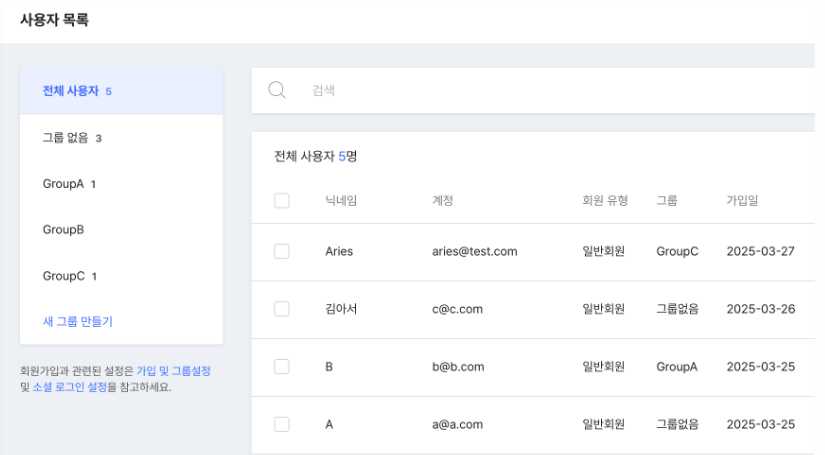 사용자 목록
전체 사용자 5
그룹 없음 3
GroupA 1
GroupB
GroupC 1
새 그룹 만들기
회원가입과 관련된 설정은 가입 및 그룹설정
및 소셜 로그인 설정을 참고하세요.
검색
전체 사용자 5명
닉네임 계정 회원 유형 그룹 가입일
Aries aries@test.com 일반회원 GroupC 2025-03-27
김아서 c@c.com 일반회원 그룹없음 2025-03-26
B b@b.com 일반회원 GroupA 2025-03-25
A a@a.com 일반회원 그룹없음 2025-03-25